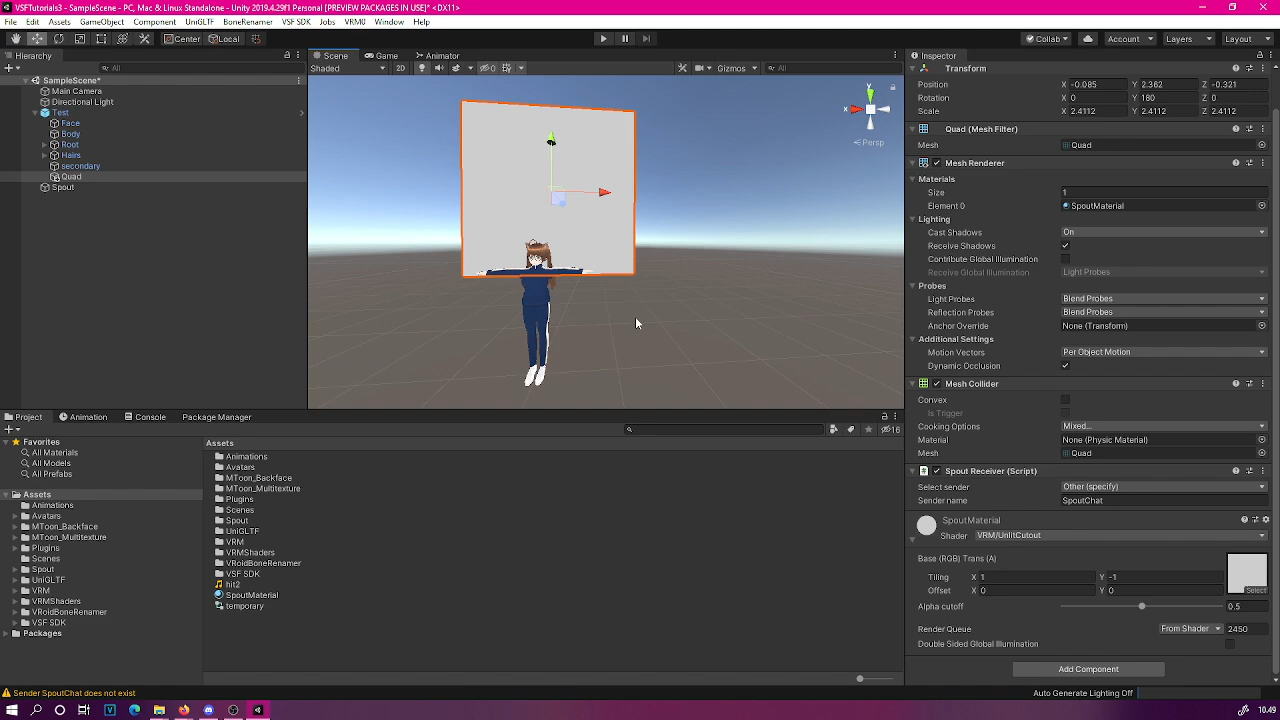 VSFTutorials3 - SampleScene - PC, Mac & Linux Standalone - Unity 2019.4.29f1 Personal [PREVIEW PACKAGES IN USE]* <DX11>
File Edit Assets GameObject Component UniGLTF BoneRenamer VSF SDK Jobs VRM0 Window Help
Center Local Collab Account Layers Layout
Hierarchy Scene Game Animator Inspector
All Shaded 2D 0 Gizmos All
SampleScene*
Main Camera
Directional Light
Test
Face
Body
Root
Hairs
secondary
Quad
Spout
y
x
Persp
Transform
Position X -0.085 Y 2.362 Z -0.321
Rotation X 0 Y 180 Z 0
Scale X 2.4112 Y 2.4112 Z 2.4112
Quad (Mesh Filter)
Mesh Quad
Mesh Renderer
Materials
Size 1
Element 0 SpoutMaterial
Lighting
Cast Shadows On
Receive Shadows
Contribute Global Illumination
Receive Global Illumination Light Probes
Probes
Light Probes Blend Probes
Reflection Probes Blend Probes
Anchor Override None (Transform)
Additional Settings
Motion Vectors Per Object Motion
Dynamic Occlusion
Mesh Collider
Convex
Is Trigger
Cooking Options Mixed...
Material None (Physic Material)
Mesh Quad
Spout Receiver (Script)
Select sender Other (specify)
Sender name SpoutChat
SpoutMaterial
Shader VRM/UnlitCutout
Base (RGB) Trans (A)
Tiling X 1 Y -1
Offset X 0 Y 0
Select
Alpha cutoff 0.5
Render Queue From Shader 2450
Double Sided Global Illumination
Add Component
Project Animation Console Package Manager
16
Favorites
All Materials
All Models
All Prefabs
Assets
Animations
Avatars
MToon_Backface
MToon_Multitexture
Plugins
Scenes
Spout
UniGLTF
VRM
VRMShaders
VRoidBoneRenamer
VSF SDK
Packages
Assets
Animations
Avatars
MToon_Backface
MToon_Multitexture
Plugins
Scenes
Spout
UniGLTF
VRM
VRMShaders
VRoidBoneRenamer
VSF SDK
hit2
SpoutMaterial
temporary
Sender SpoutChat does not exist
Auto Generate Lighting Off
10.49